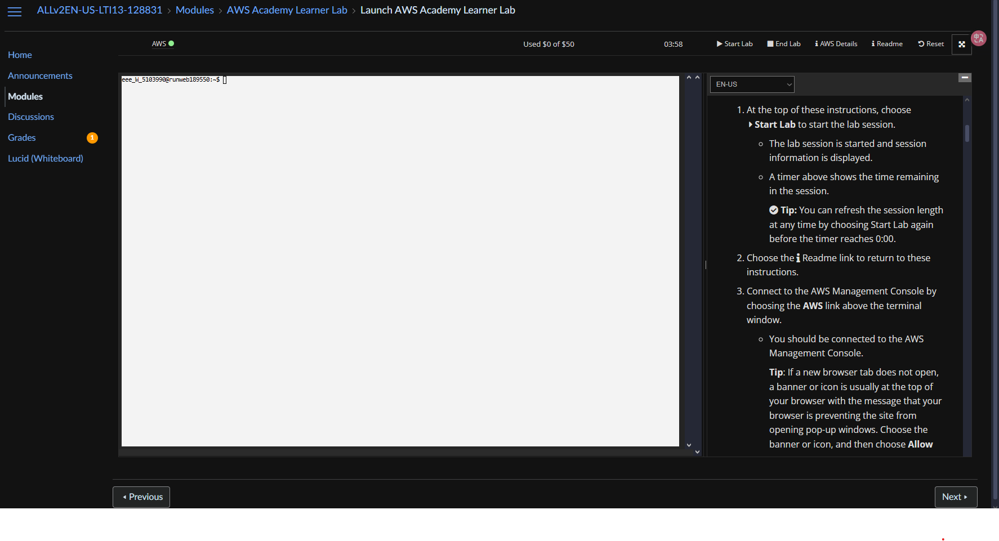 ALLv2EN-US-LTI13-128831 › Modules › AWS Academy Learner Lab › Launch AWS Academy Learner Lab
AWS
Used $0 of $50
03:58
Start Lab
End Lab
AWS Details
Readme
Reset
Home
Announcements
Modules
Discussions
Grades
1
Lucid (Whiteboard)
eee_W_5103990@runweb189550:~$
EN-US
1. At the top of these instructions, choose
Start Lab to start the lab session.
The lab session is started and session
information is displayed.
A timer above shows the time remaining
in the session.
Tip: You can refresh the session length
at any time by choosing Start Lab again
before the timer reaches 0:00.
2. Choose the Readme link to return to these
instructions.
3. Connect to the AWS Management Console by
choosing the AWS link above the terminal
window.
You should be connected to the AWS
Management Console.
Tip: If a new browser tab does not open,
a banner or icon is usually at the top of
your browser with the message that your
browser is preventing the site from
opening pop-up windows. Choose the
banner or icon, and then choose Allow
Previous
Next